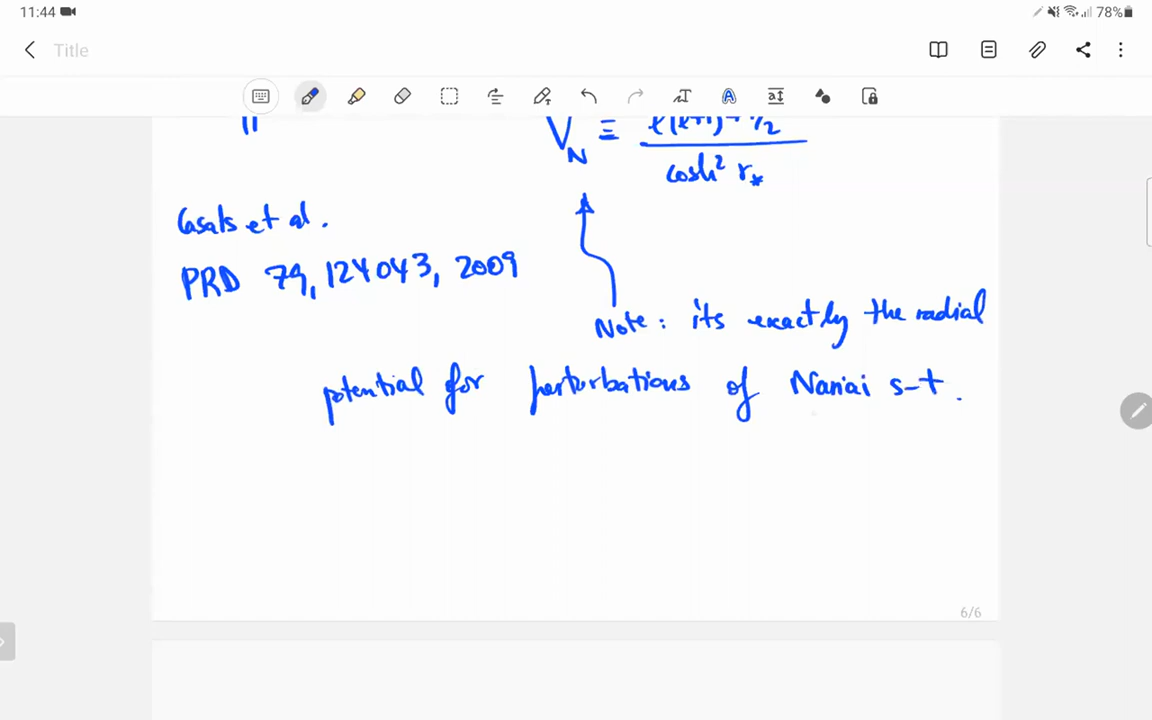 11:44 78%
Title
V_N ≡ ℓ(ℓ+1)+1/2
cosh² r_*
Casals et al.
PRD 79, 124043, 2009
Note: its exactly the radial
potential for perturbations of Nariai s-t.
6/6